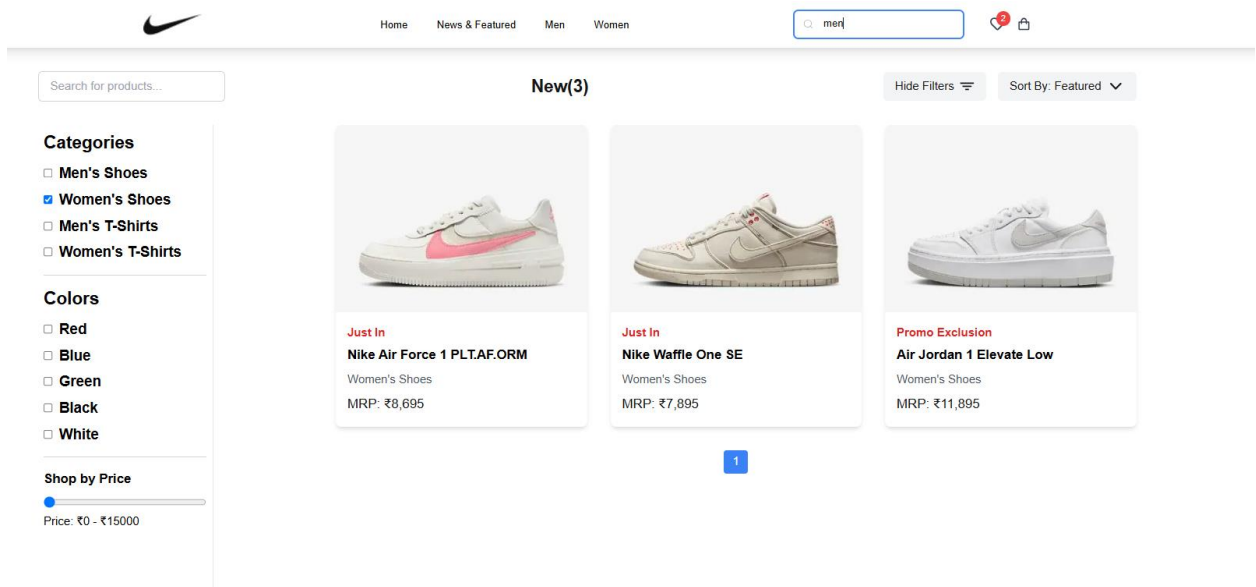 Home News & Featured Men Women men 2
Search for products... New(3) Hide Filters Sort By: Featured
Categories
Men's Shoes
Women's Shoes
Men's T-Shirts
Women's T-Shirts
Colors
Red
Blue
Green
Black
White
Shop by Price
Price: ₹0 - ₹15000
Just In
Nike Air Force 1 PLT.AF.ORM
Women's Shoes
MRP: ₹8,695
Just In
Nike Waffle One SE
Women's Shoes
MRP: ₹7,895
Promo Exclusion
Air Jordan 1 Elevate Low
Women's Shoes
MRP: ₹11,895
1